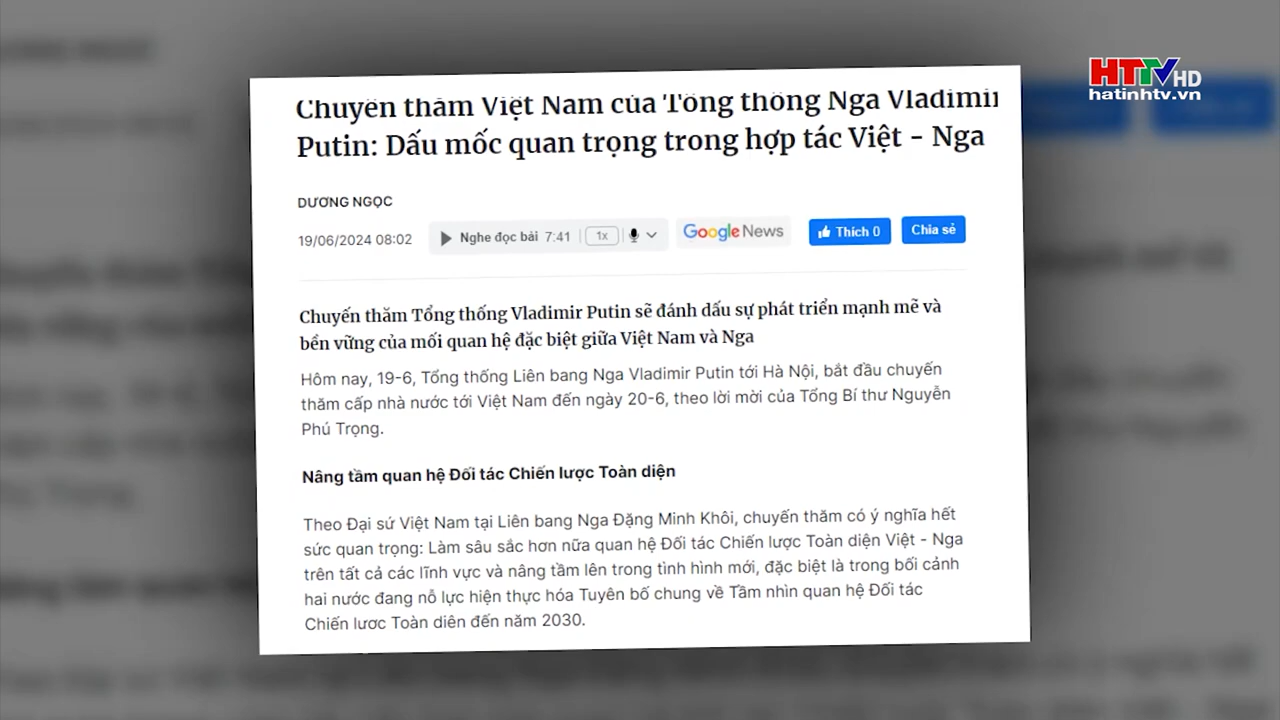 HTTV HD
hatinhtv.vn
Chuyến thăm Việt Nam của Tổng thống Nga Vladimir
Putin: Dấu mốc quan trọng trong hợp tác Việt - Nga
DƯƠNG NGỌC
19/06/2024 08:02
Nghe đọc bài 7:41 1x
Google News
Thích 0
Chia sẻ
Chuyến thăm Tổng thống Vladimir Putin sẽ đánh dấu sự phát triển mạnh mẽ và
bền vững của mối quan hệ đặc biệt giữa Việt Nam và Nga
Hôm nay, 19-6, Tổng thống Liên bang Nga Vladimir Putin tới Hà Nội, bắt đầu chuyến
thăm cấp nhà nước tới Việt Nam đến ngày 20-6, theo lời mời của Tổng Bí thư Nguyễn
Phú Trọng.
Nâng tầm quan hệ Đối tác Chiến lược Toàn diện
Theo Đại sứ Việt Nam tại Liên bang Nga Đặng Minh Khôi, chuyến thăm có ý nghĩa hết
sức quan trọng: Làm sâu sắc hơn nữa quan hệ Đối tác Chiến lược Toàn diện Việt - Nga
trên tất cả các lĩnh vực và nâng tầm lên trong tình hình mới, đặc biệt là trong bối cảnh
hai nước đang nỗ lực hiện thực hóa Tuyên bố chung về Tầm nhìn quan hệ Đối tác
Chiến lược Toàn diện đến năm 2030.